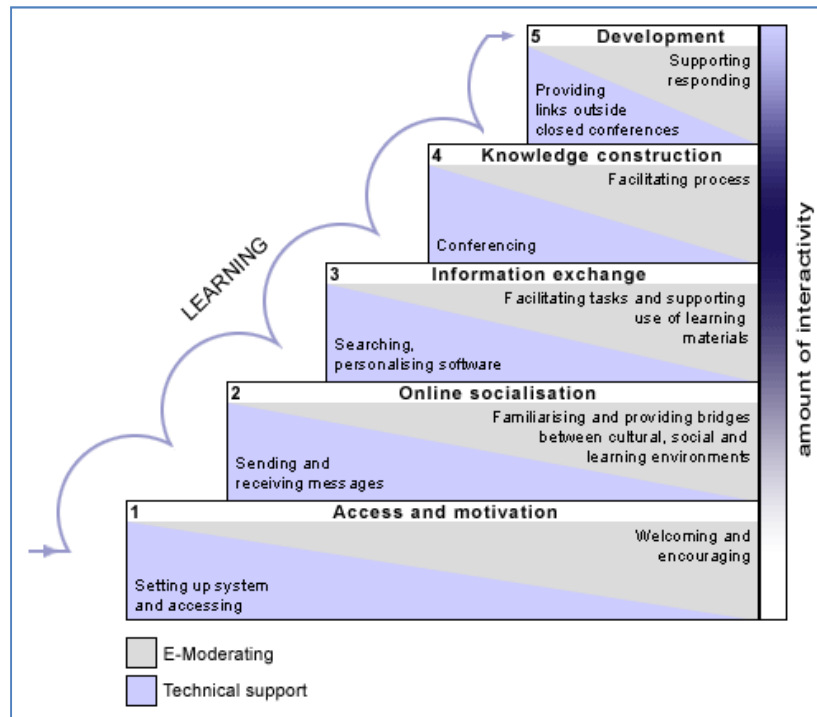 5 Development
Supporting
responding
Providing
links outside
closed conferences
4 Knowledge construction
Facilitating process
Conferencing
3 Information exchange
Facilitating tasks and supporting
use of learning
materials
Searching,
personalising software
2 Online socialisation
Familiarising and providing bridges
between cultural, social and
learning environments
Sending and
receiving messages
1 Access and motivation
Welcoming and
encouraging
Setting up system
and accessing
LEARNING
amount of interactivity
E-Moderating
Technical support